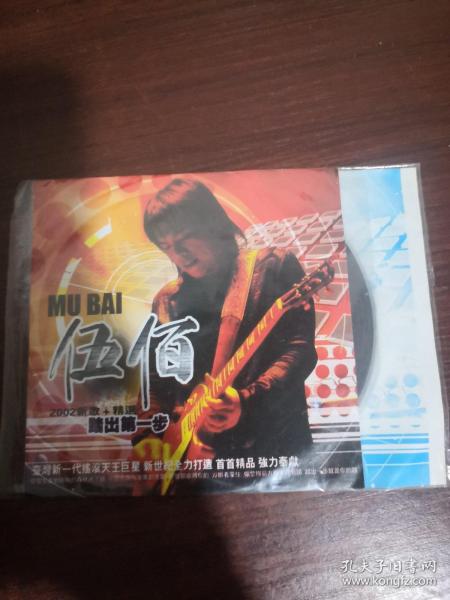 MU BAI
伍佰
2002新歌+精選
踏出第一步
臺灣新一代搖滾天王巨星 新世紀全力打造 首首精品 強力奉獻
孔夫子旧书网
www.kongfz.com